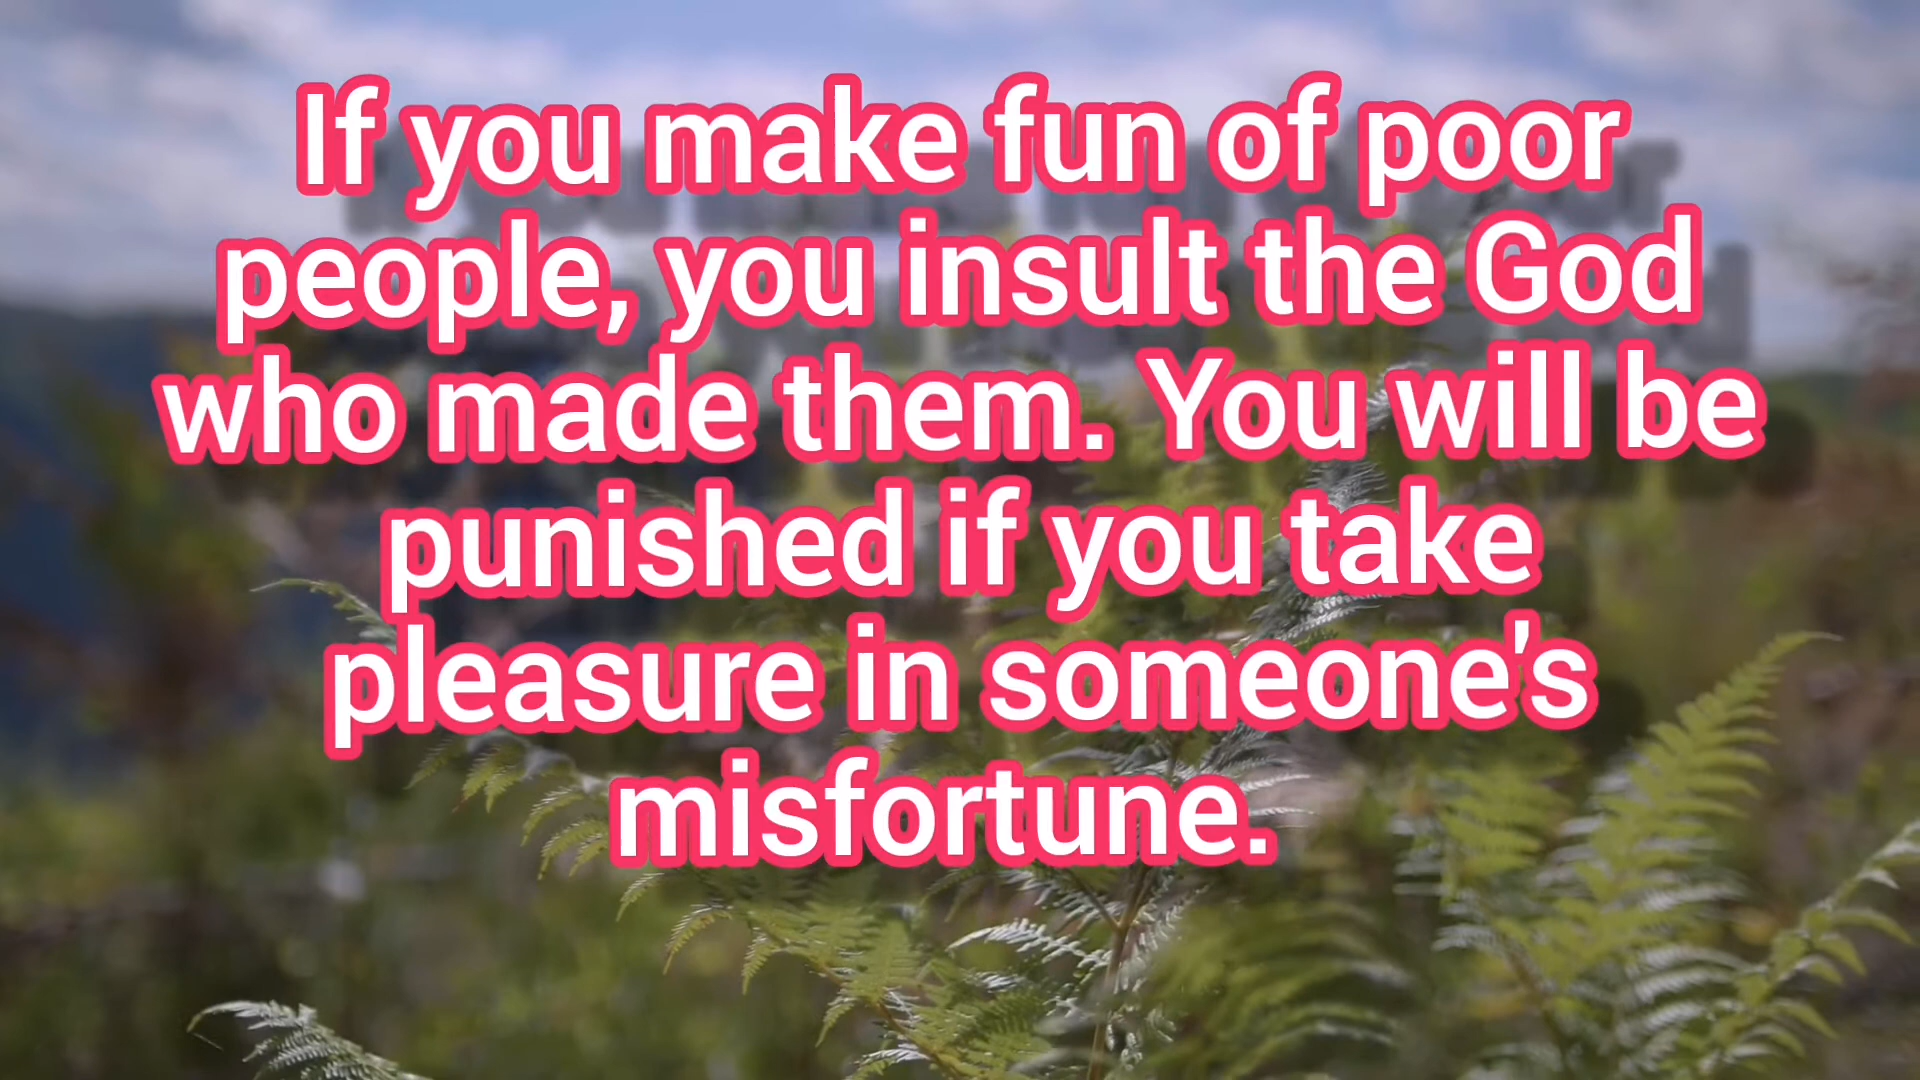 If you make fun of poor
people, you insult the God
who made them. You will be
punished if you take
pleasure in someone's
misfortune.